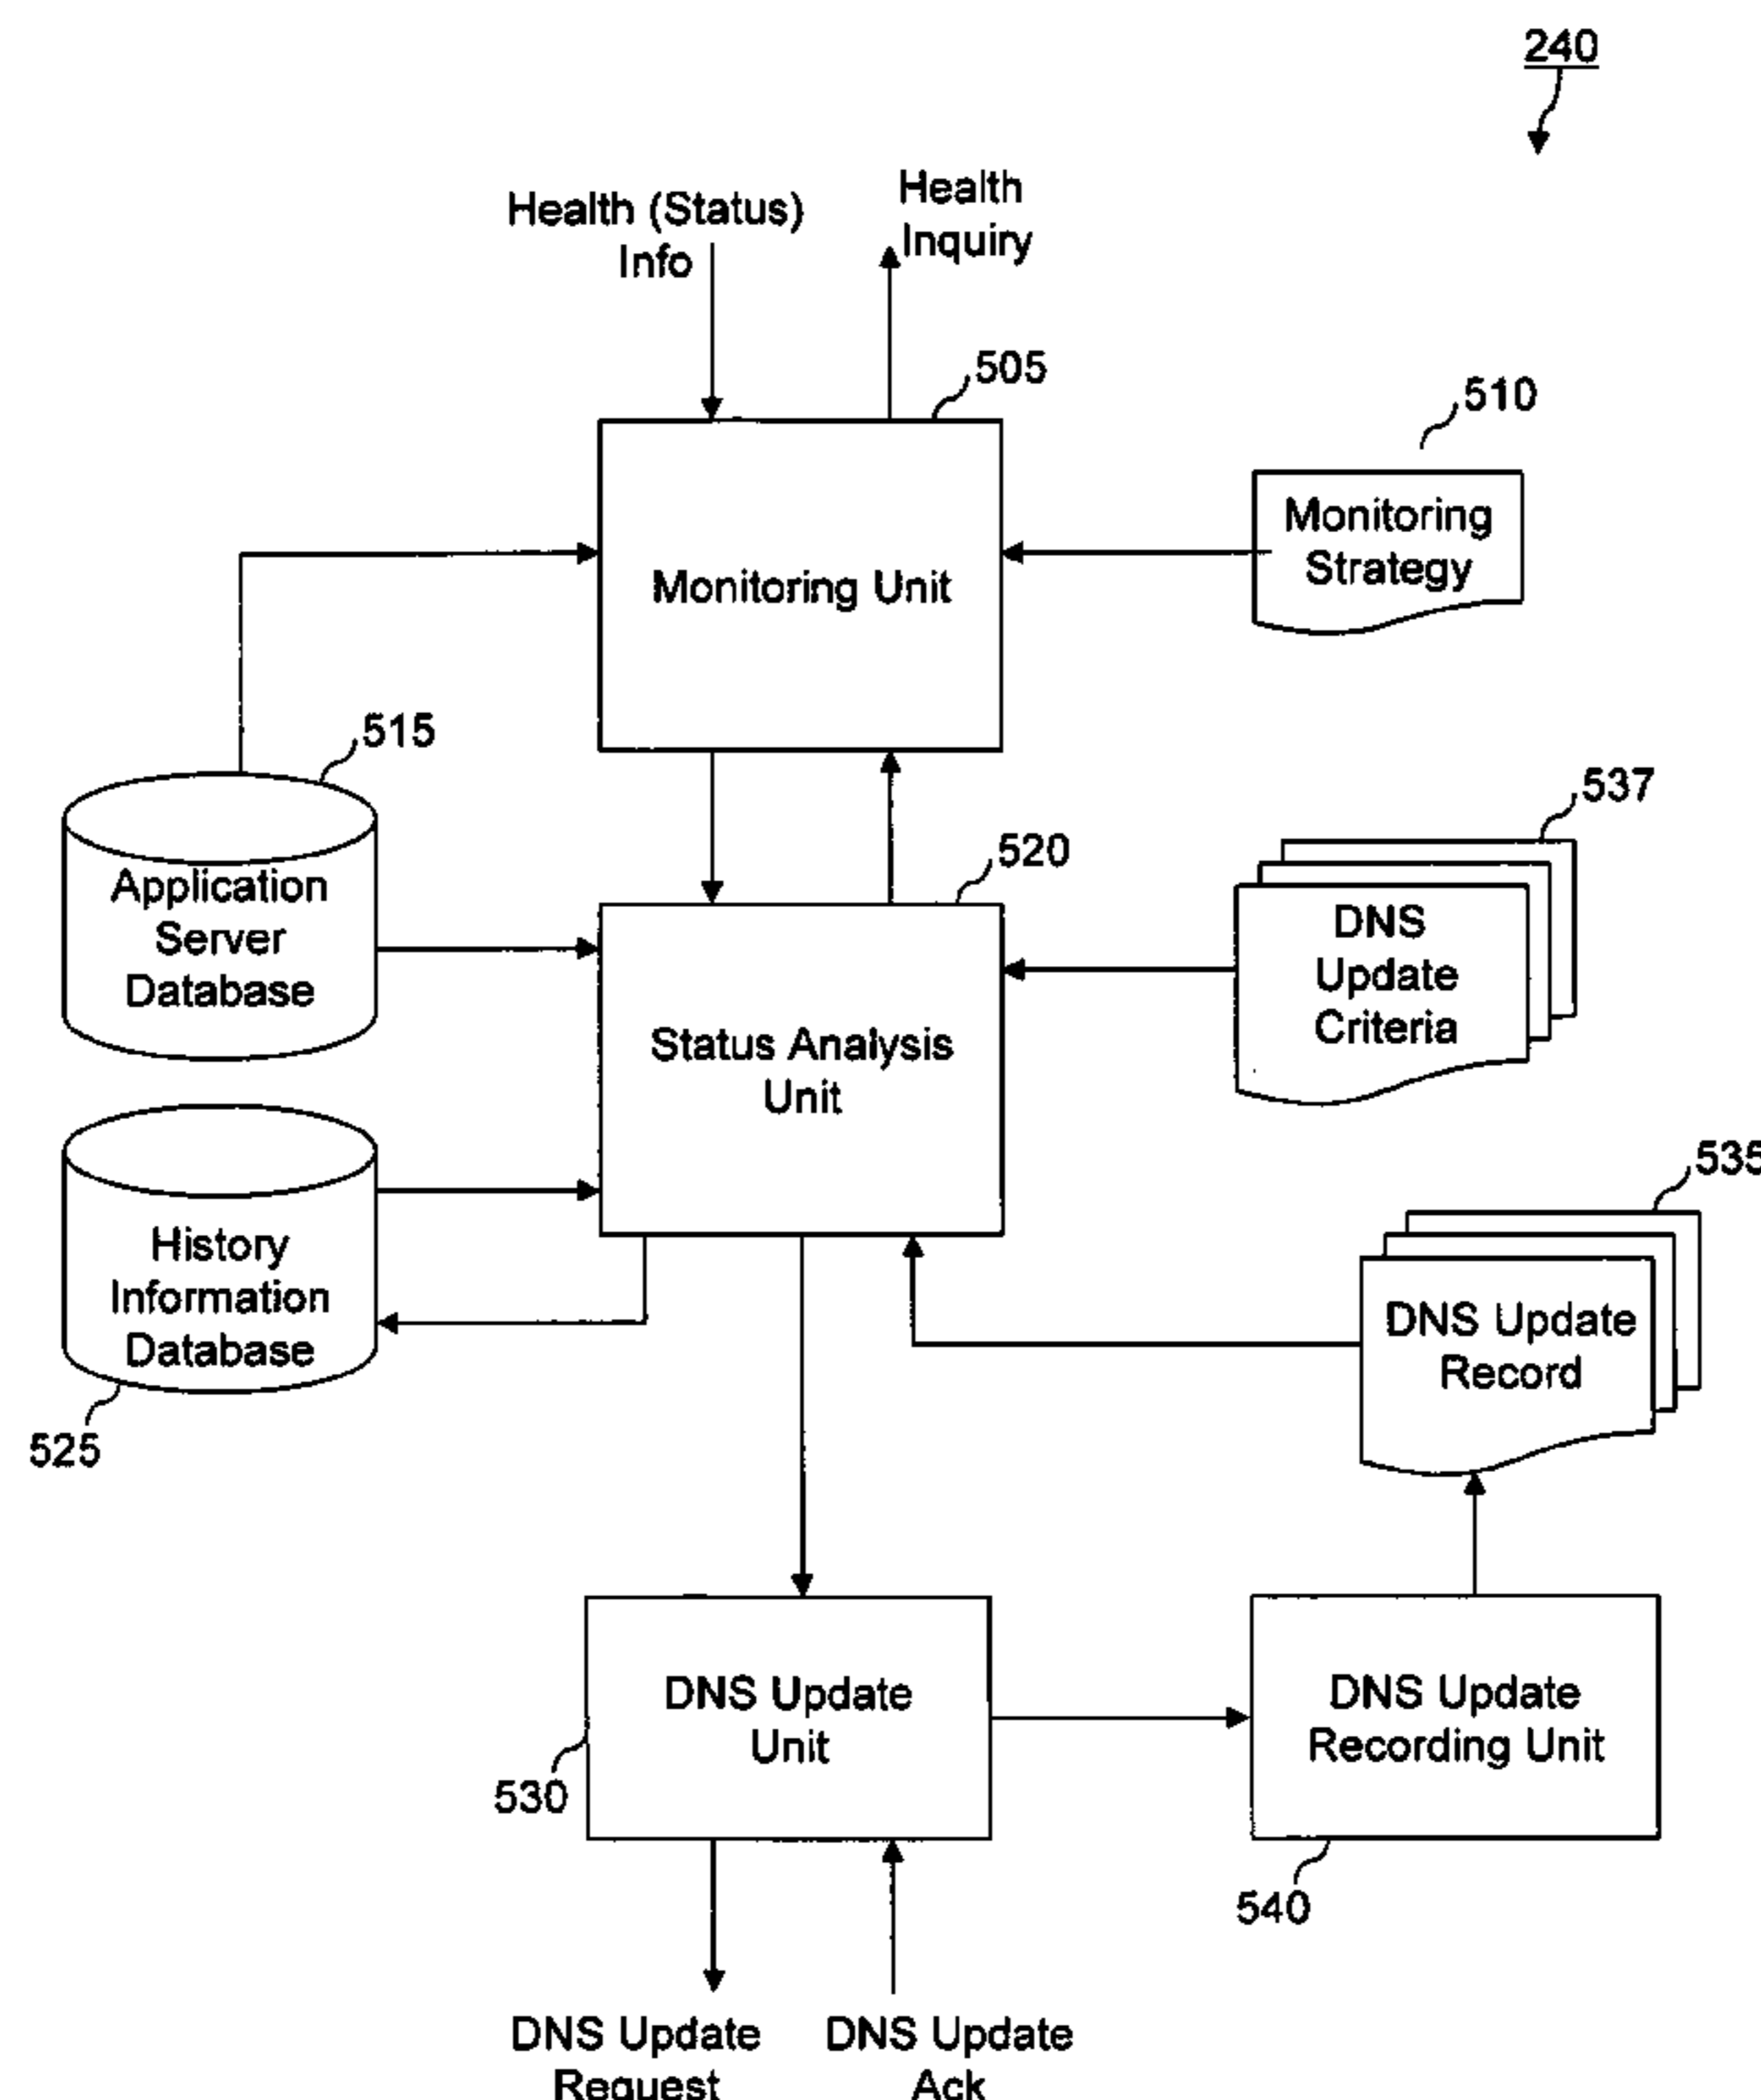 240
Health (Status)
Info
Health
Inquiry
505
510
Monitoring
Strategy
Monitoring Unit
515
537
520
Application
Server
Database
DNS
Update
Criteria
Status Analysis
Unit
535
History
Information
Database
DNS Update
Record
525
DNS Update
Unit
DNS Update
Recording Unit
530
540
DNS Update
Request
DNS Update
Ack